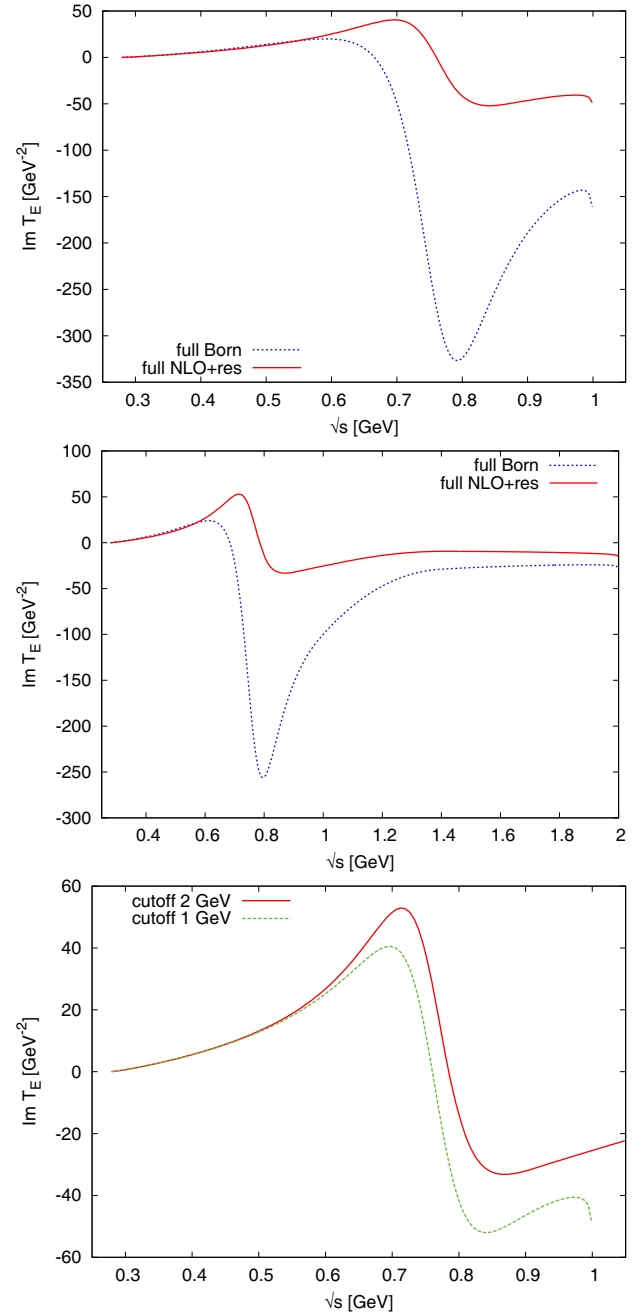 50
0
-50
-100
-150
-200
-250
-300
-350
Im T_E [GeV^-2]
full Born
full NLO+res
0.3 0.4 0.5 0.6 0.7 0.8 0.9 1
√s [GeV]
100
50
0
-50
-100
-150
-200
-250
-300
Im T_E [GeV^-2]
full Born
full NLO+res
0.4 0.6 0.8 1 1.2 1.4 1.6 1.8 2
√s [GeV]
60
40
20
0
-20
-40
-60
Im T_E [GeV^-2]
cutoff 2 GeV
cutoff 1 GeV
0.3 0.4 0.5 0.6 0.7 0.8 0.9 1
√s [GeV]